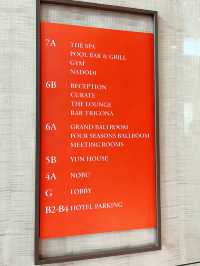 7A THE SPA
POOL BAR & GRILL
GYM
NADODI
6B RECEPTION
CURATE
THE LOUNGE
BAR TRIGONA
6A GRAND BALLROOM
FOUR SEASONS BALLROOM
MEETING ROOMS
5B YUN HOUSE
4A NOBU
G LOBBY
B2-B4 HOTEL PARKING